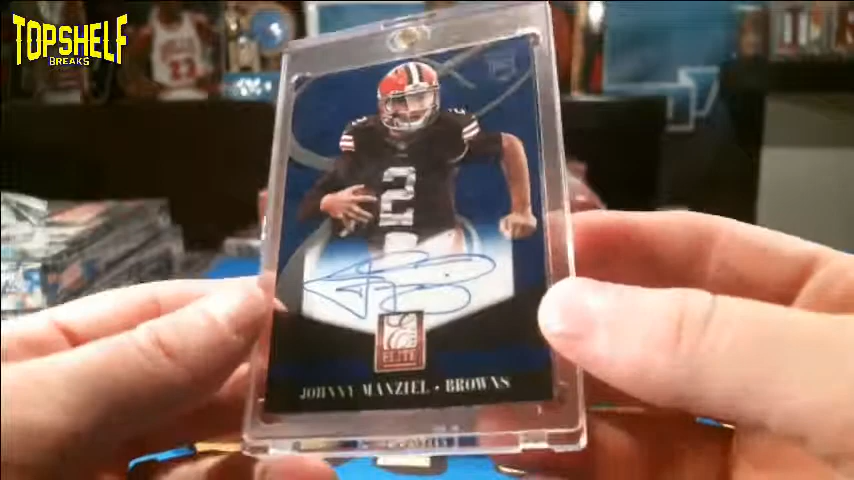 TOPSHELF
BREAKS
2
E
ELITE
JOHNNY MANZIEL • BROWNS